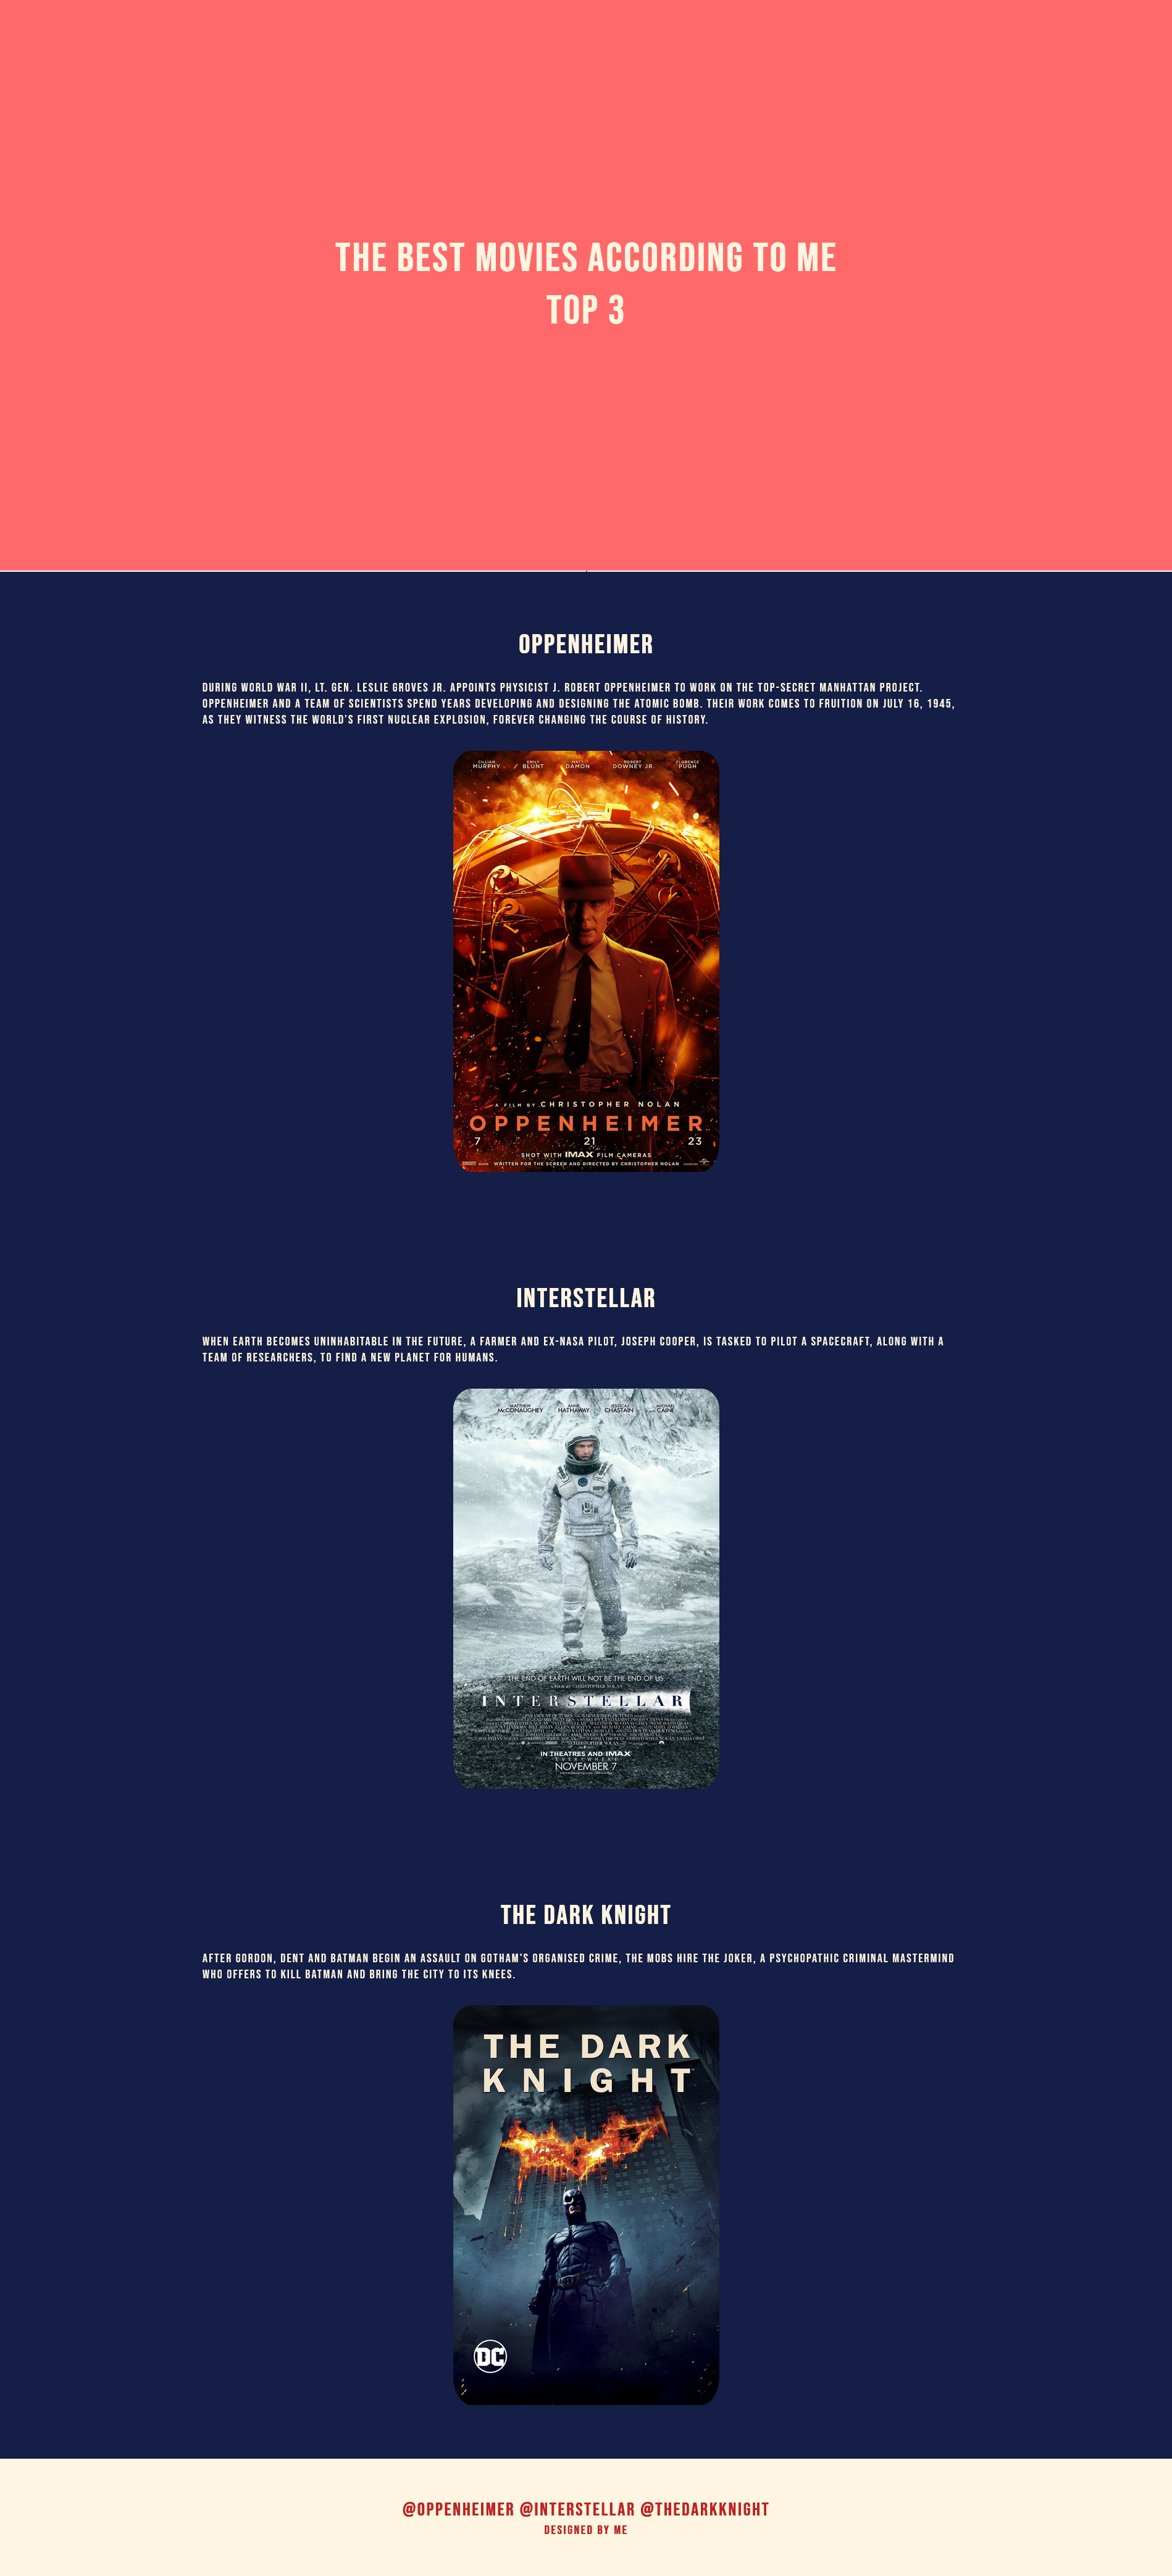 THE BEST MOVIES ACCORDING TO ME
TOP 3
OPPENHEIMER
DURING WORLD WAR II, LT. GEN. LESLIE GROVES JR. APPOINTS PHYSICIST J. ROBERT OPPENHEIMER TO WORK ON THE TOP-SECRET MANHATTAN PROJECT.
OPPENHEIMER AND A TEAM OF SCIENTISTS SPEND YEARS DEVELOPING AND DESIGNING THE ATOMIC BOMB. THEIR WORK COMES TO FRUITION ON JULY 16, 1945,
AS THEY WITNESS THE WORLD'S FIRST NUCLEAR EXPLOSION, FOREVER CHANGING THE COURSE OF HISTORY.
CILLIAN EMILY MATT ROBERT FLORENCE
MURPHY BLUNT DAMON DOWNEY JR. PUGH
A FILM BY CHRISTOPHER NOLAN
OPPENHEIMER
7 21 23
SHOT WITH IMAX FILM CAMERAS
WRITTEN FOR THE SCREEN AND DIRECTED BY CHRISTOPHER NOLAN
INTERSTELLAR
WHEN EARTH BECOMES UNINHABITABLE IN THE FUTURE, A FARMER AND EX-NASA PILOT, JOSEPH COOPER, IS TASKED TO PILOT A SPACECRAFT, ALONG WITH A
TEAM OF RESEARCHERS, TO FIND A NEW PLANET FOR HUMANS.
MATTHEW ANNE JESSICA MICHAEL
McCONAUGHEY HATHAWAY CHASTAIN CAINE
THE END OF EARTH WILL NOT BE THE END OF US
A FILM BY CHRISTOPHER NOLAN
INTERSTELLAR
IN THEATRES AND IMAX
EVERYWHERE
NOVEMBER 7
THE DARK KNIGHT
AFTER GORDON, DENT AND BATMAN BEGIN AN ASSAULT ON GOTHAM'S ORGANISED CRIME, THE MOBS HIRE THE JOKER, A PSYCHOPATHIC CRIMINAL MASTERMIND
WHO OFFERS TO KILL BATMAN AND BRING THE CITY TO ITS KNEES.
THE DARK
KNIGHT
DC
@OPPENHEIMER @INTERSTELLAR @THEDARKKNIGHT
DESIGNED BY ME